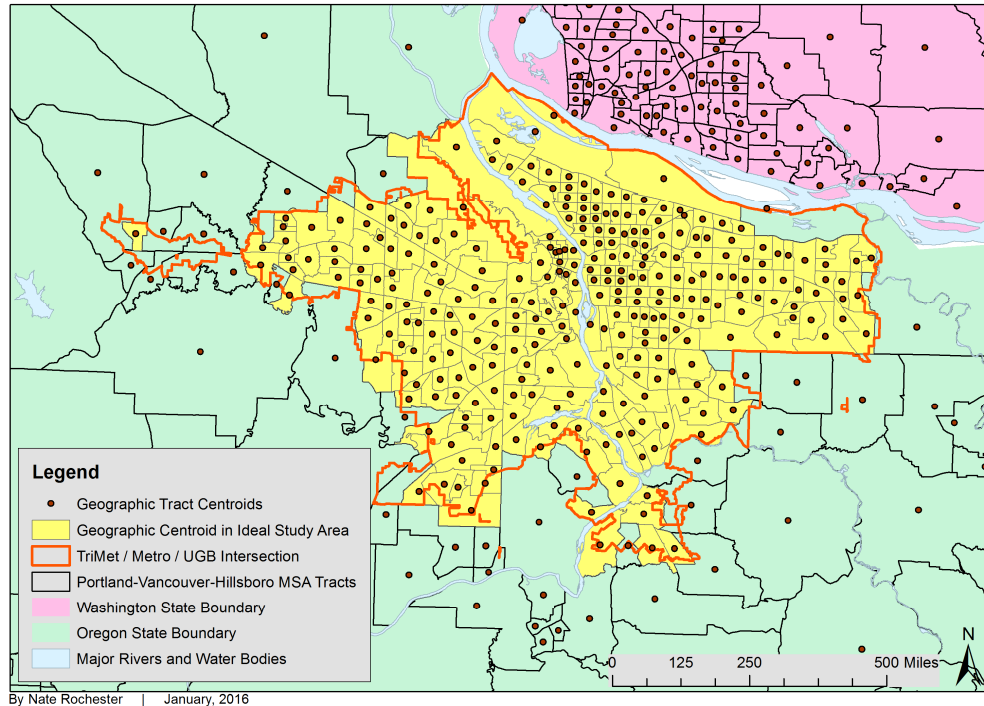 Legend
Geographic Tract Centroids
Geographic Centroid in Ideal Study Area
TriMet / Metro / UGB Intersection
Portland-Vancouver-Hillsboro MSA Tracts
Washington State Boundary
Oregon State Boundary
Major Rivers and Water Bodies
N
0 125 250 500 Miles
By Nate Rochester | January, 2016